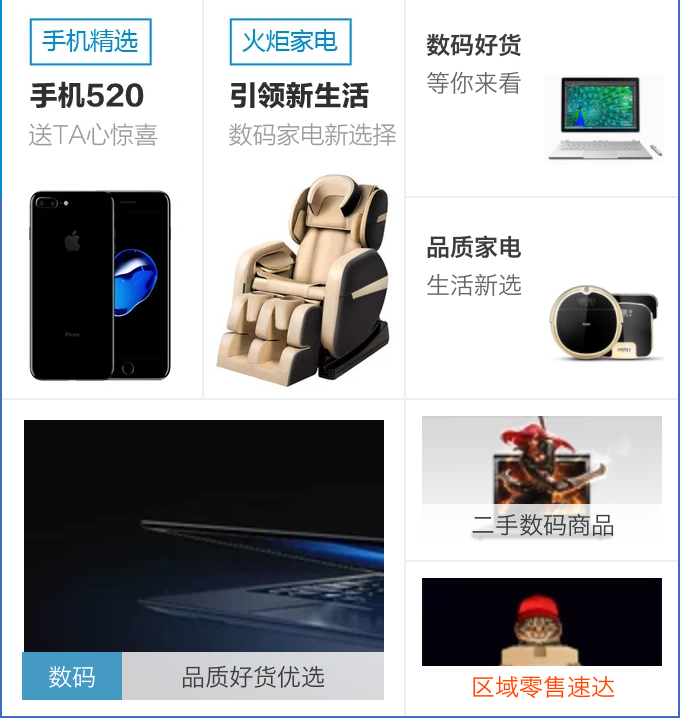 手机精选
手机520
送TA心惊喜
火炬家电
引领新生活
数码家电新选择
数码好货
等你来看
品质家电
生活新选
iPhone
数码
品质好货优选
二手数码商品
区域零售速达